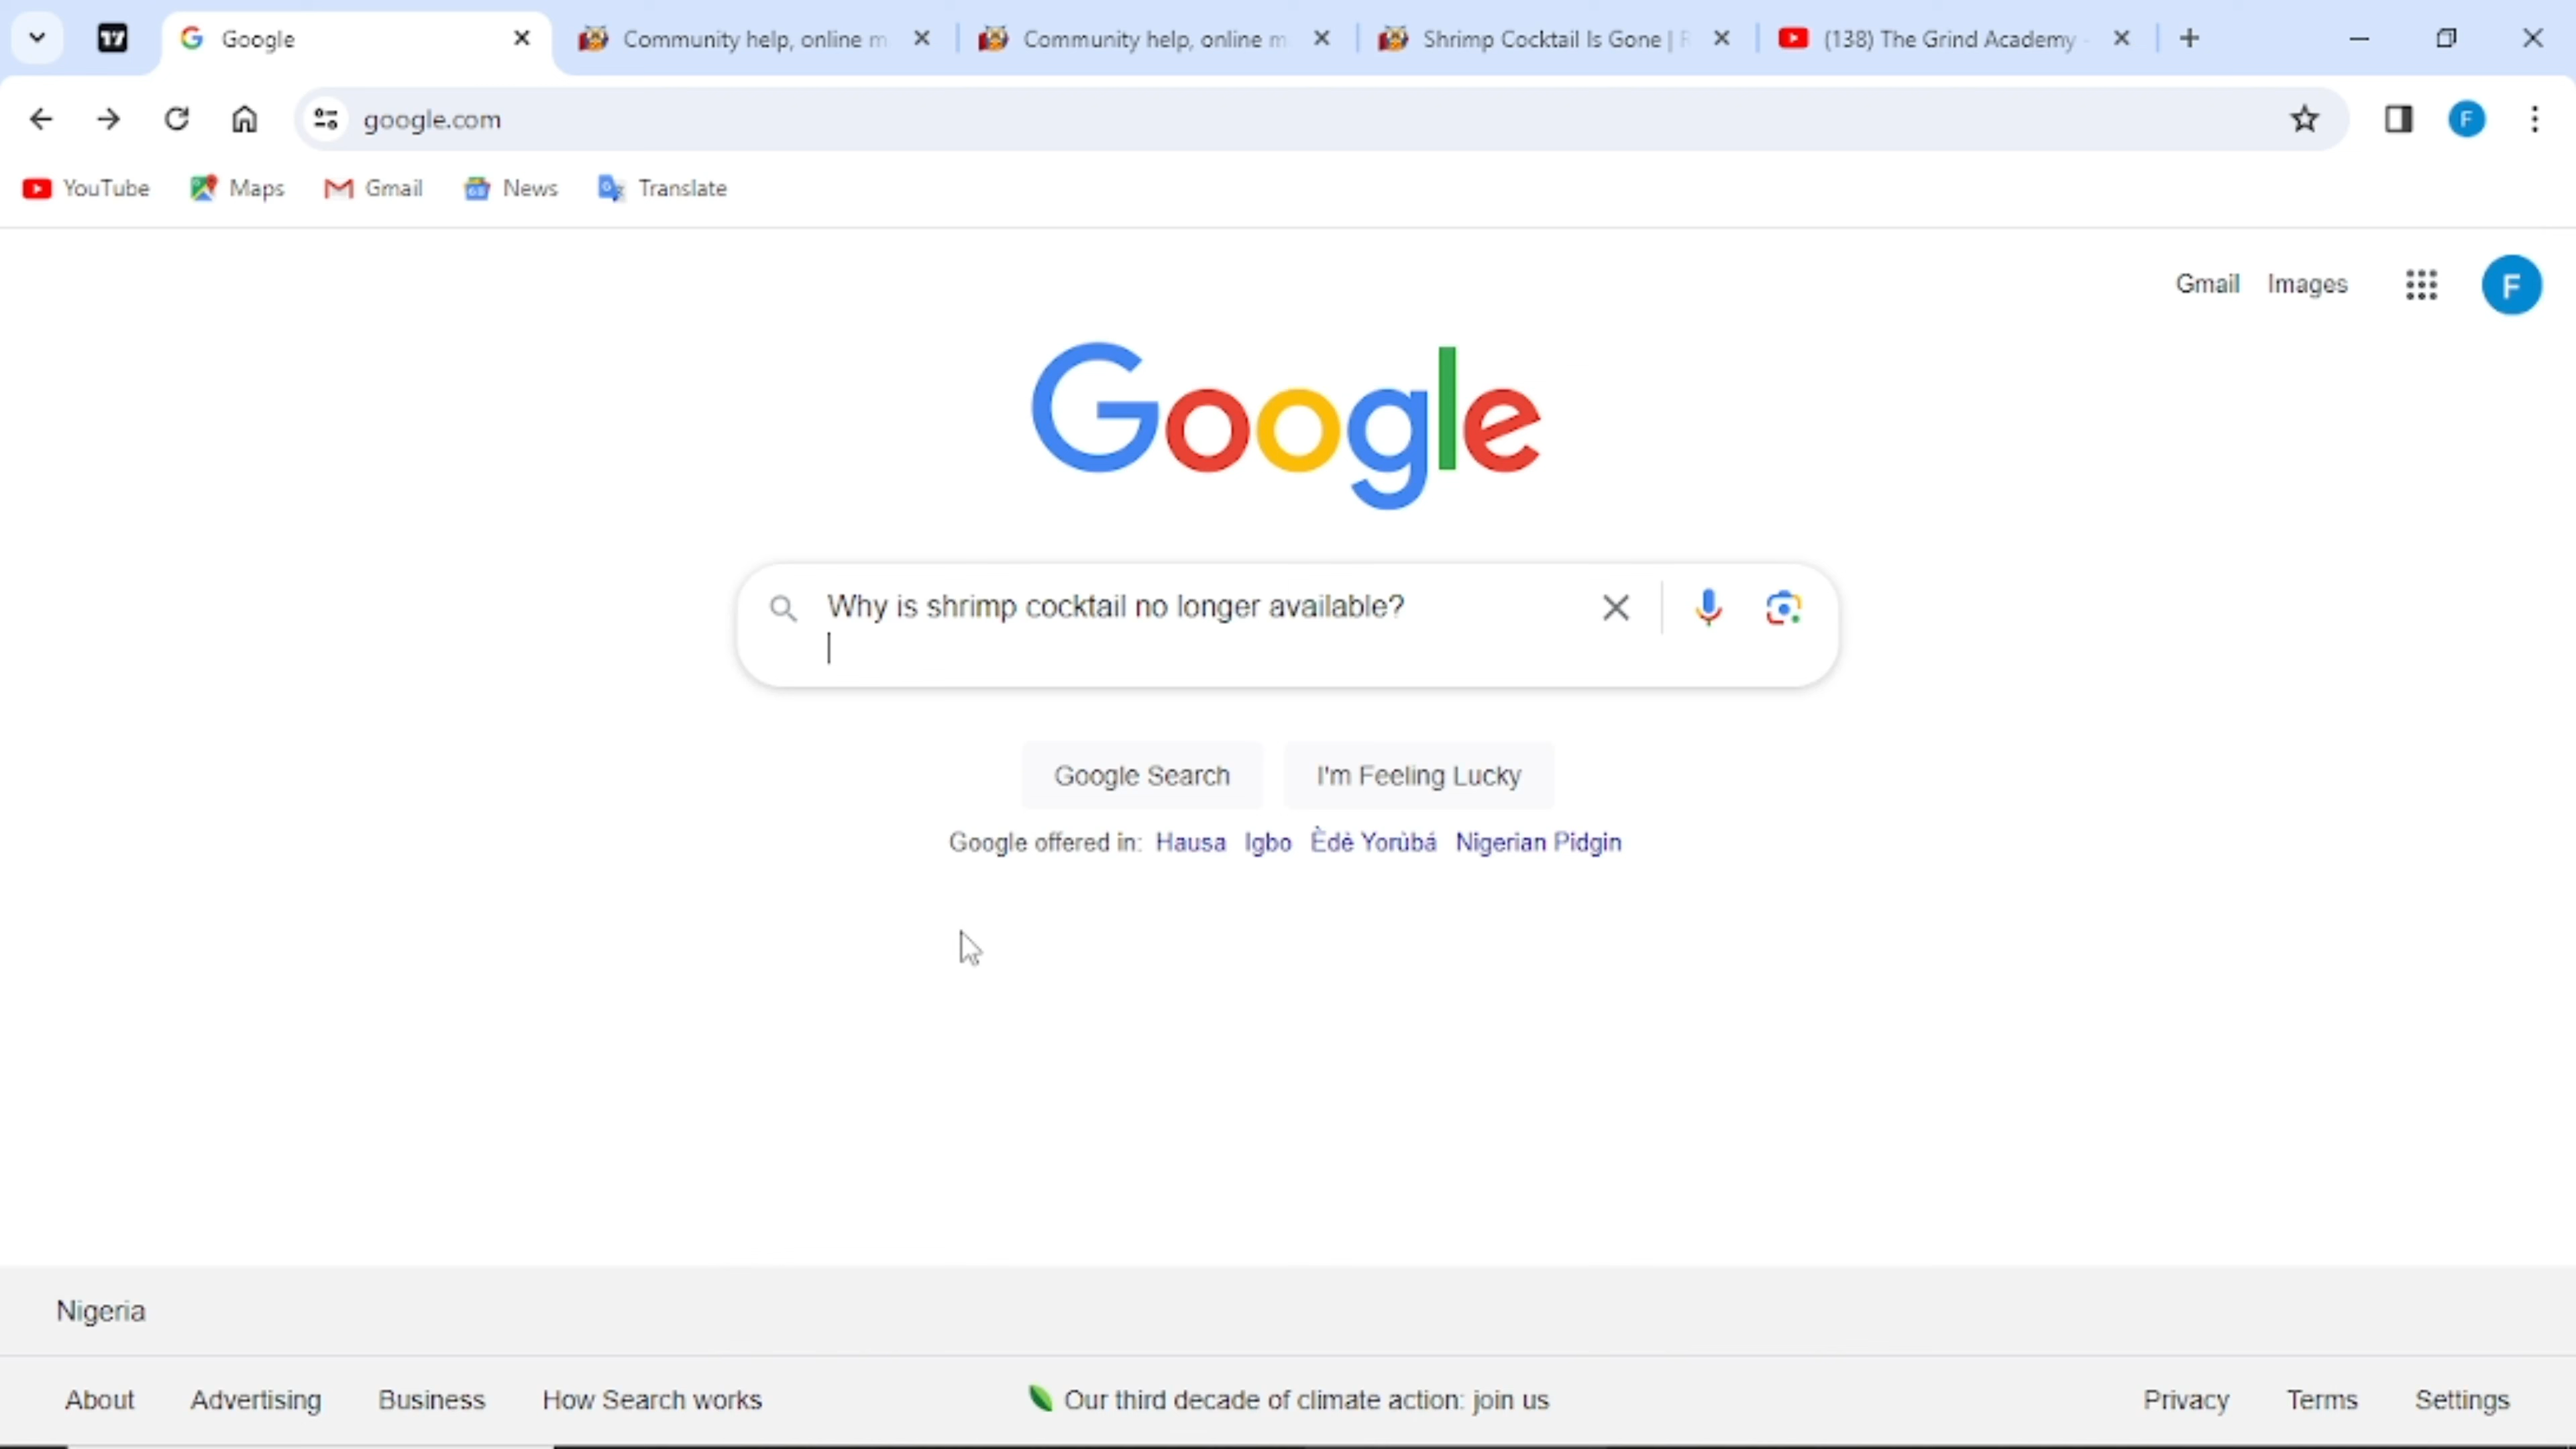 17
Google
Community help, online m
Community help, online m
Shrimp Cocktail Is Gone |
(138) The Grind Academy -
google.com
F
YouTube
Maps
Gmail
News
Translate
Gmail
Images
F
Google
Why is shrimp cocktail no longer available?
Google Search
I'm Feeling Lucky
Google offered in: Hausa Igbo Èdè Yorùbá Nigerian Pidgin
Nigeria
About
Advertising
Business
How Search works
Our third decade of climate action: join us
Privacy
Terms
Settings